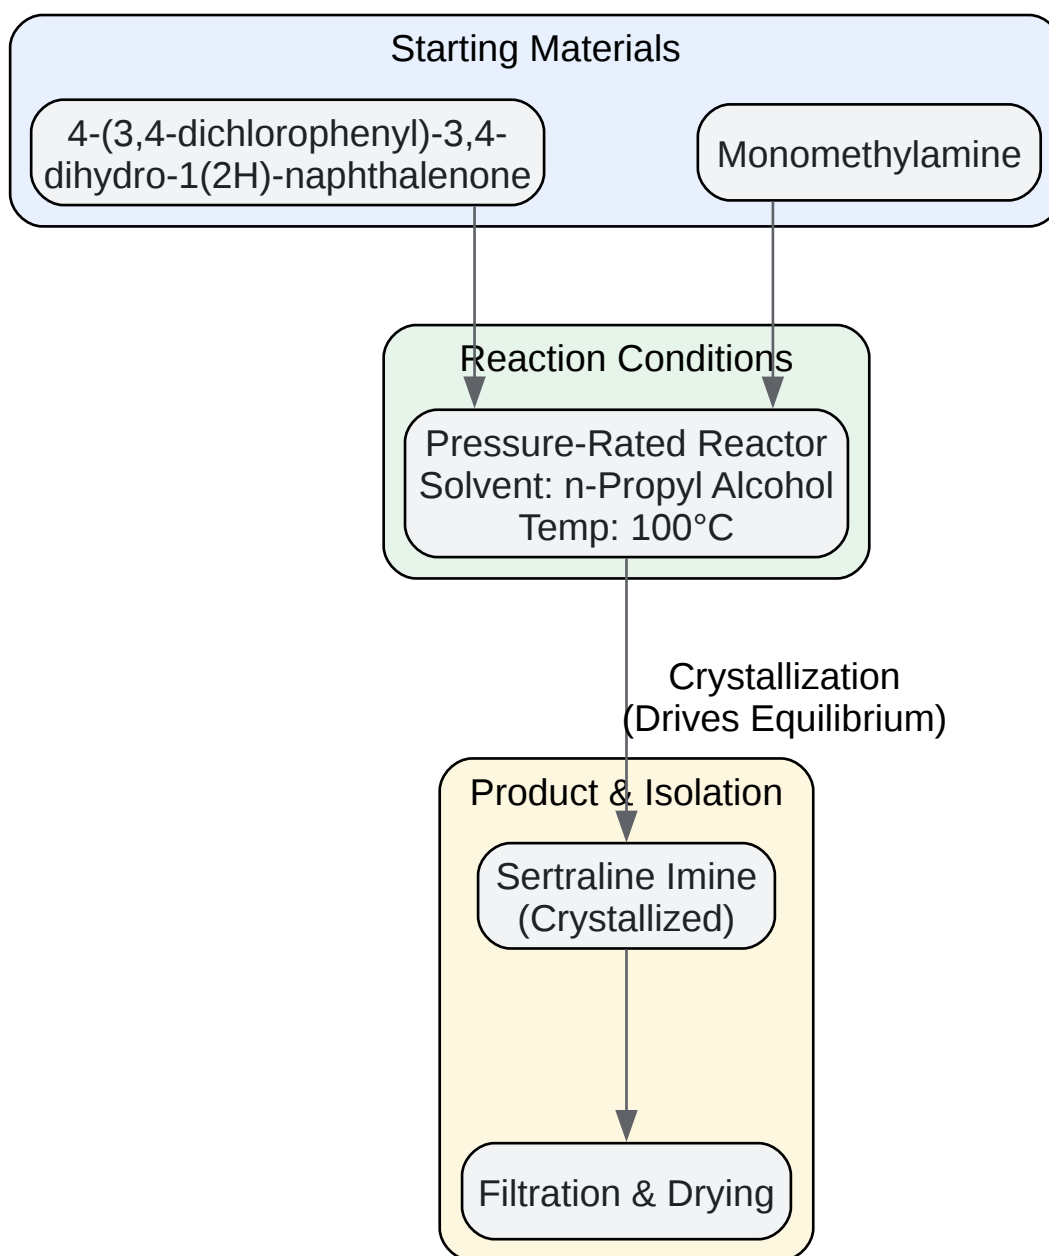 Starting Materials
4-(3,4-dichlorophenyl)-3,4-
dihydro-1(2H)-naphthalenone
Monomethylamine
Reaction Conditions
Pressure-Rated Reactor
Solvent: n-Propyl Alcohol
Temp: 100°C
Crystallization
(Drives Equilibrium)
Product & Isolation
Sertraline Imine
(Crystallized)
Filtration & Drying